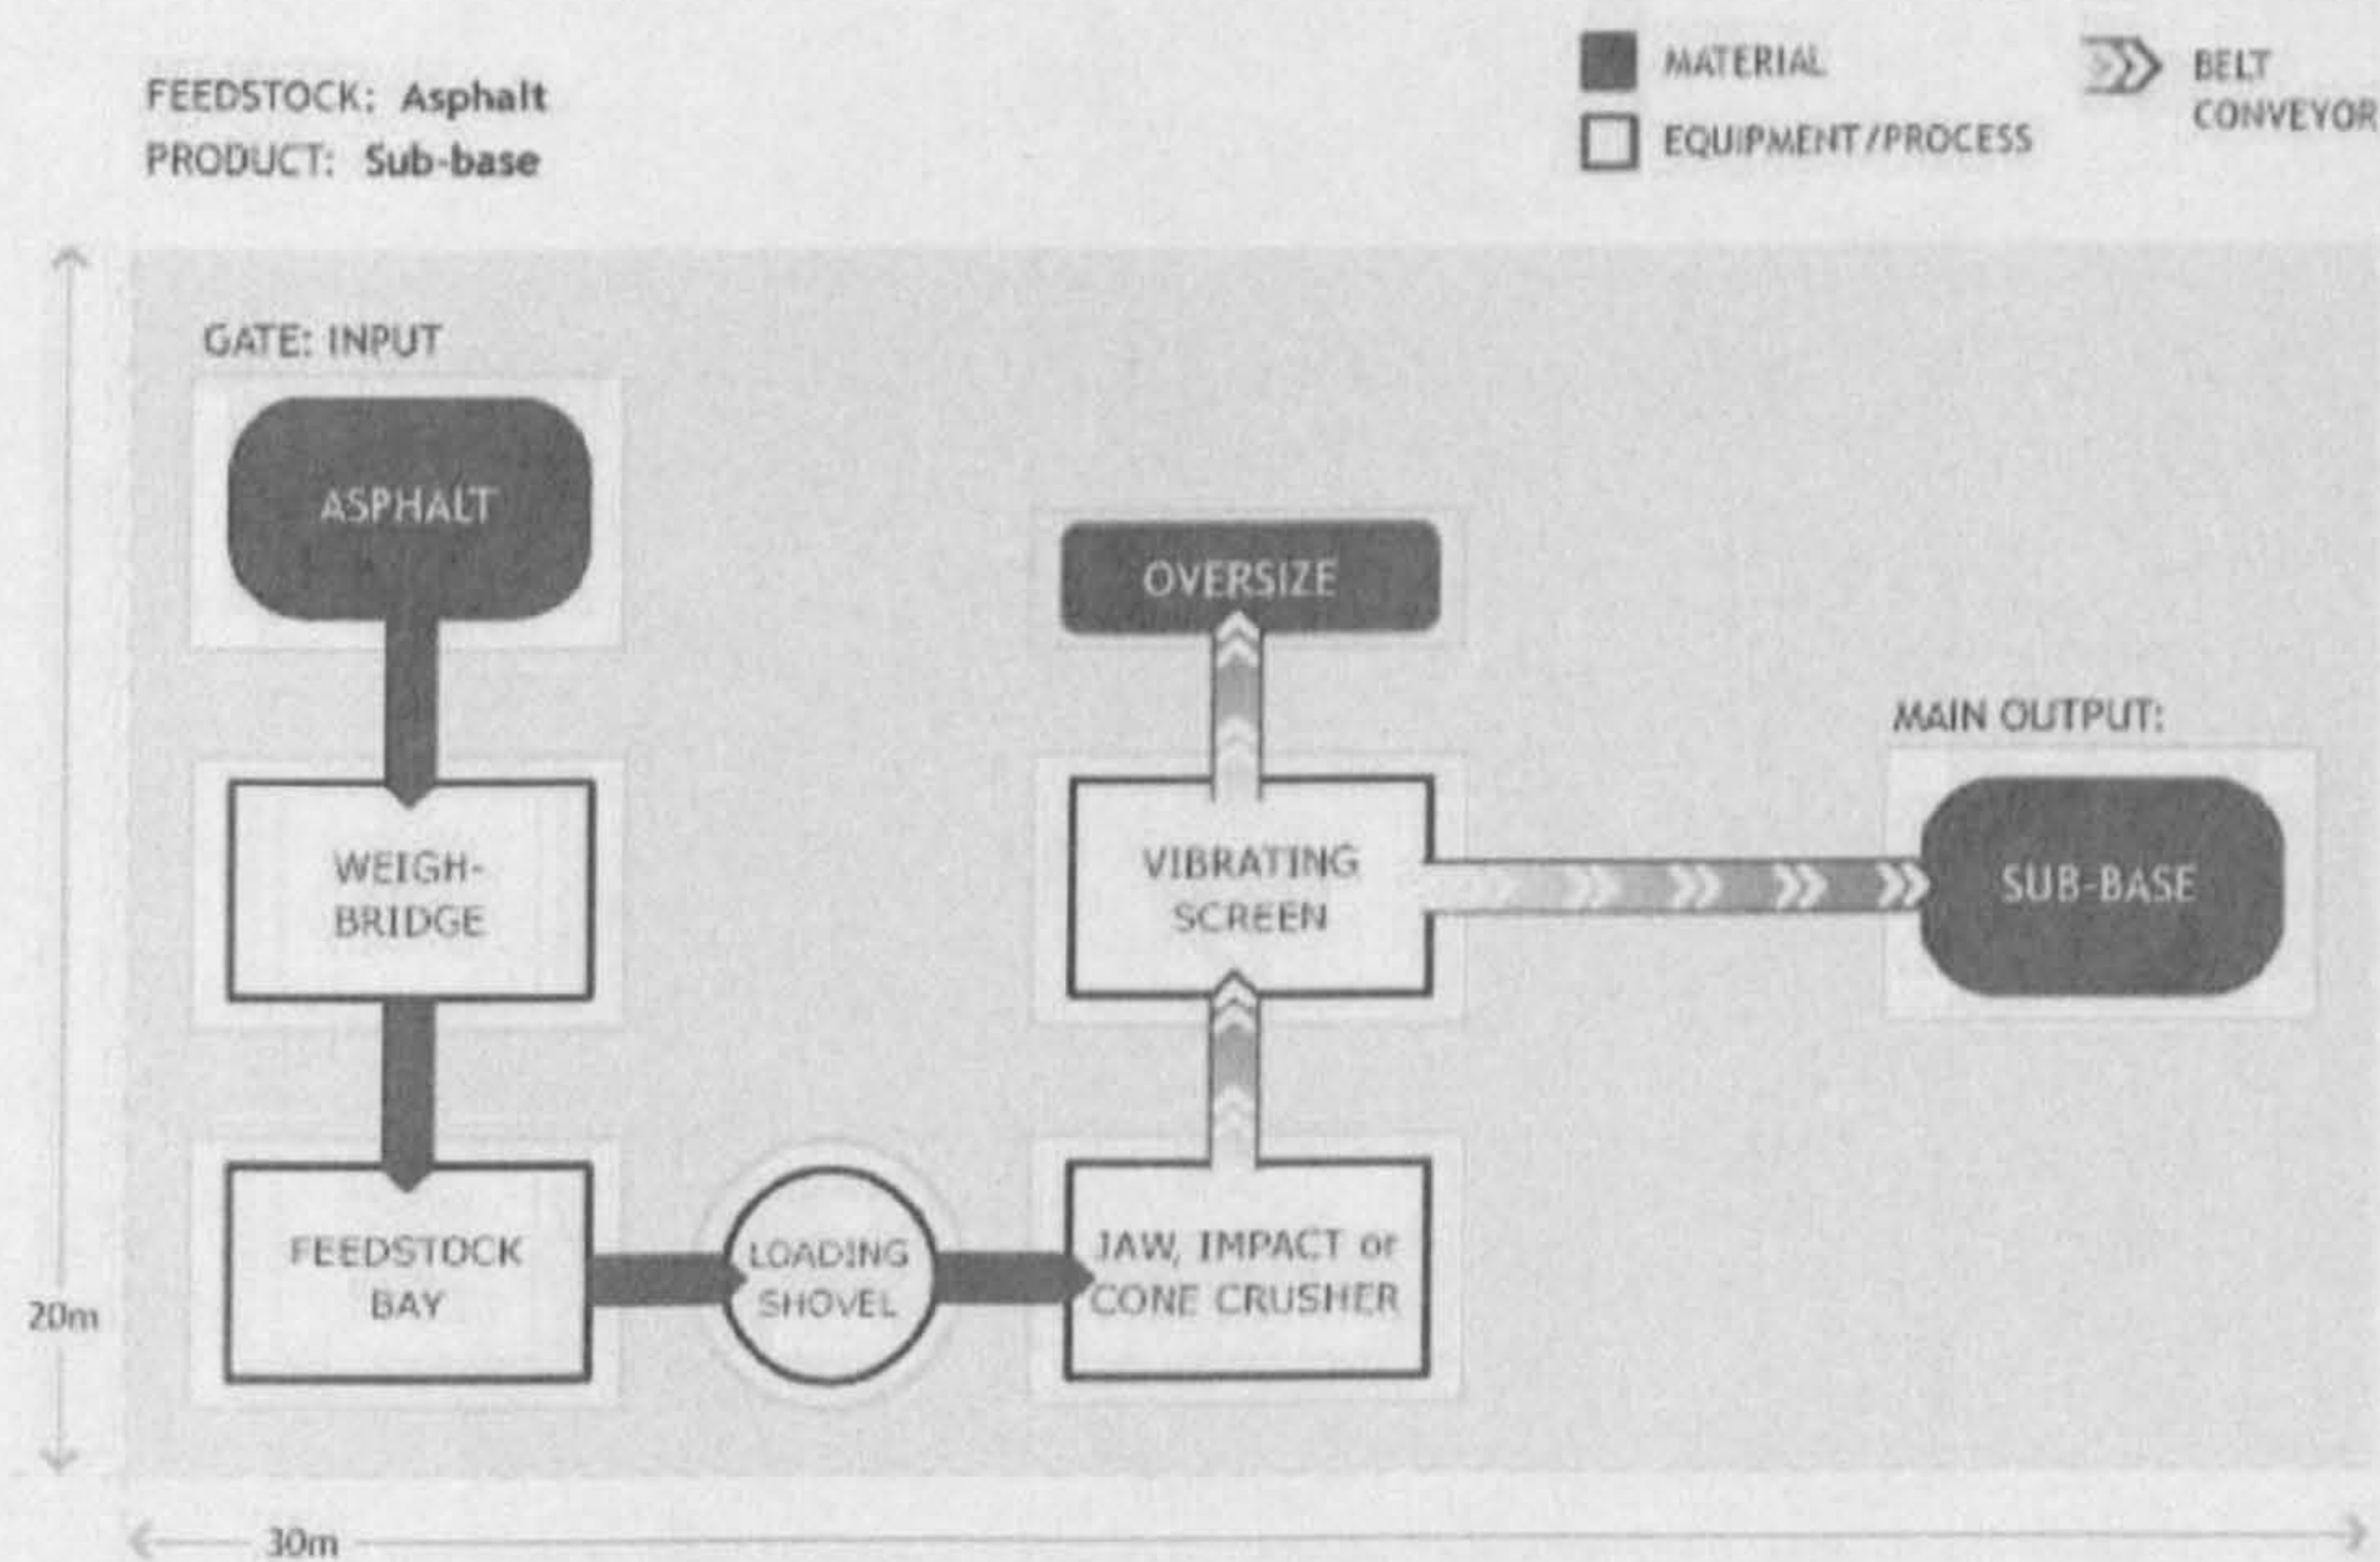 FEEDSTOCK: Asphalt
PRODUCT: Sub-base
MATERIAL
EQUIPMENT/PROCESS
BELT
CONVEYOR
GATE: INPUT
ASPHALT
OVERSIZE
MAIN OUTPUT:
WEIGH-
BRIDGE
VIBRATING
SCREEN
SUB-BASE
FEEDSTOCK
BAY
LOADING
SHOVEL
JAW, IMPACT or
CONE CRUSHER
20m
30m